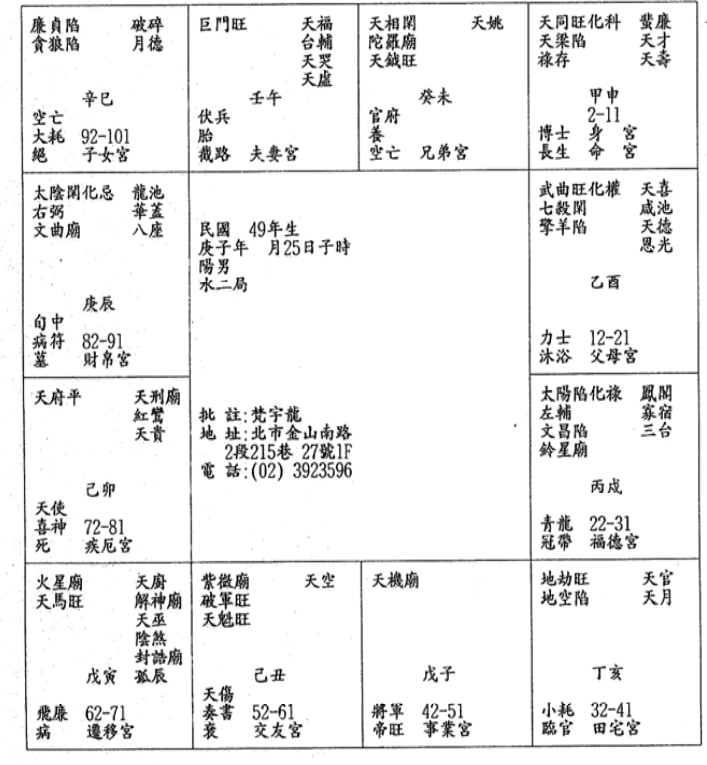 廉貞陷 破碎
貪狼陷 月德
辛巳
空亡
大耗 92-101
絕 子女宮
巨門旺 天福
台輔
天哭
天虛
壬午
伏兵
胎
截路 夫妻宮
天相閑 天姚
陀羅廟
天鉞旺
癸未
官府
養
空亡 兄弟宮
天同旺化科 蜚廉
天梁陷 天才
祿存 天壽
甲申
2-11
博士 身 宮
長生 命 宮
太陰閑化忌 龍池
右弼 華蓋
文曲廟 八座
庚辰
旬中
病符 82-91
墓 財帛宮
民國 49年生
庚子年 月25日子時
陽男
水二局
批 註:梵宇龍
地 址:北市金山南路
2段215巷 27號1F
電 話:(02) 3923596
武曲旺化權 天喜
七殺閑 咸池
擎羊陷 天德
恩光
乙酉
力士 12-21
沐浴 父母宮
天府平 天刑廟
紅鸞
天貴
己卯
天使
喜神 72-81
死 疾厄宮
太陽陷化祿 鳳閣
左輔 寡宿
文昌陷 三台
鈴星廟
丙戌
青龍 22-31
冠帶 福德宮
火星廟 天廚
天馬旺 解神廟
天巫
陰煞
封誥廟
戊寅 孤辰
飛廉 62-71
病 遷移宮
紫微廟 天空
破軍旺
天魁旺
己丑
天傷
奏書 52-61
衰 交友宮
天機廟
戊子
將軍 42-51
帝旺 事業宮
地劫旺 天官
地空陷 天月
丁亥
小耗 32-41
臨官 田宅宮